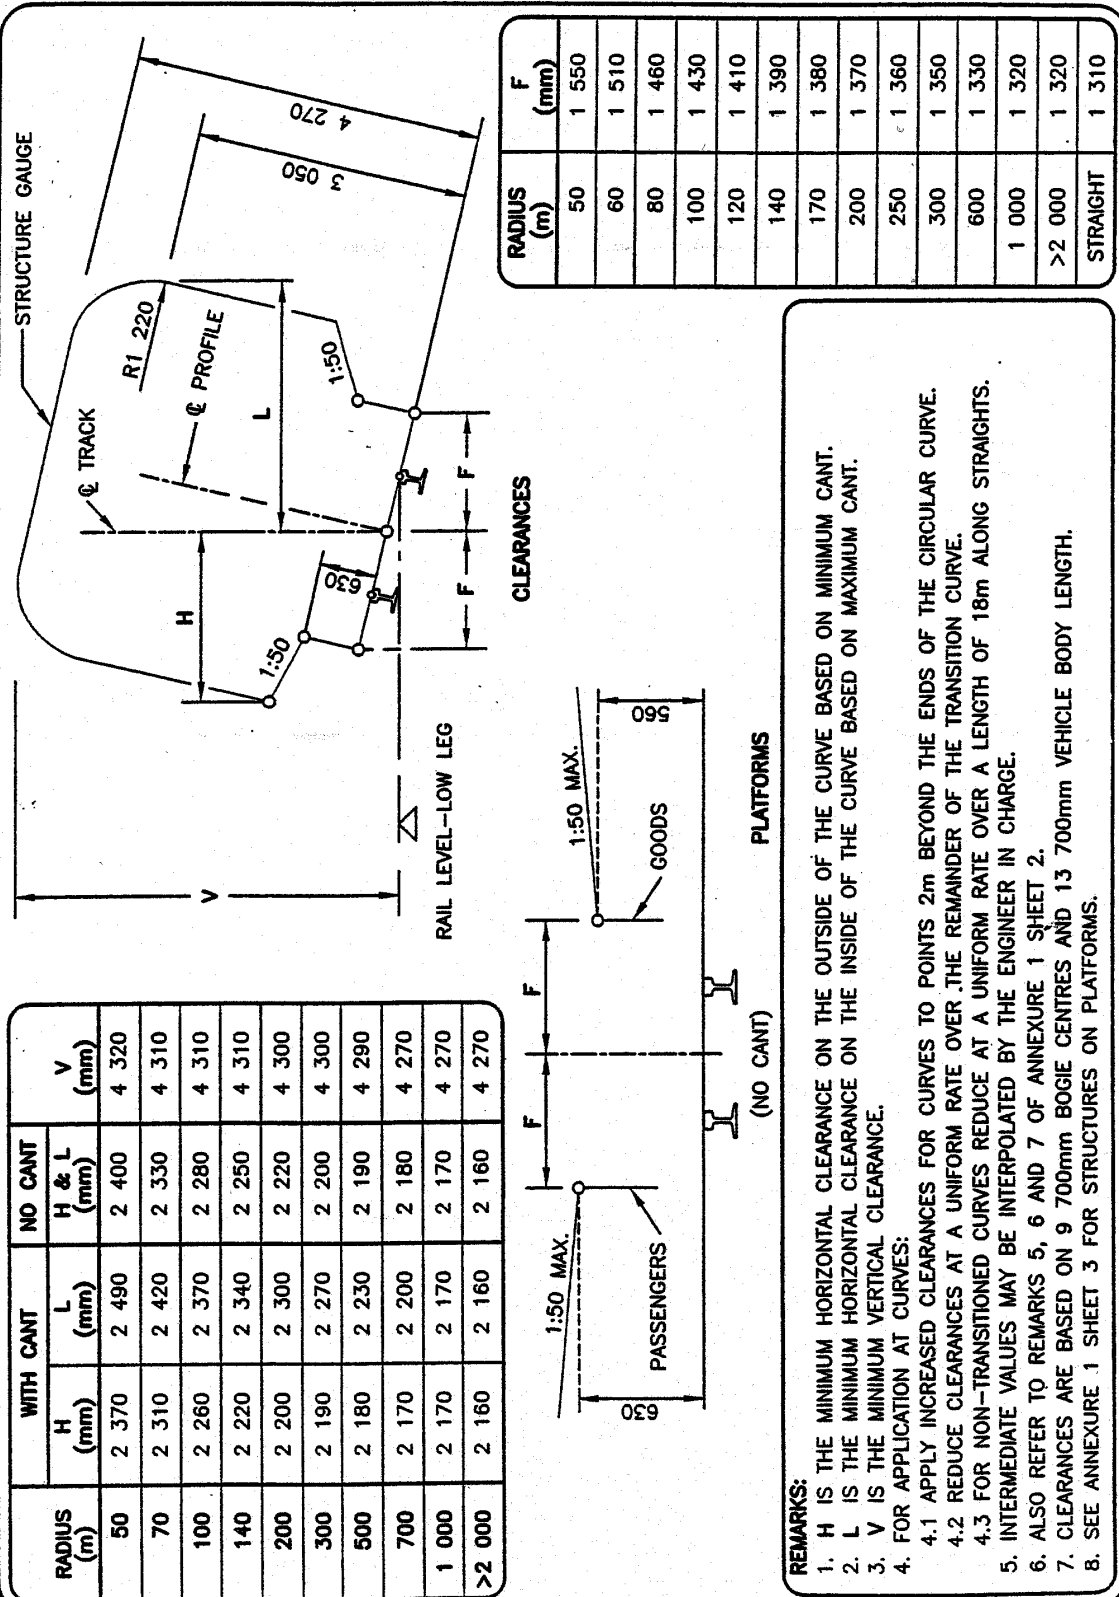 WITH CANT NO CANT
RADIUS (m) H (mm) L (mm) H & L (mm) V (mm)
50 2 370 2 490 2 400 4 320
70 2 310 2 420 2 330 4 310
100 2 260 2 370 2 280 4 310
140 2 220 2 340 2 250 4 310
200 2 200 2 300 2 220 4 300
300 2 190 2 270 2 200 4 300
500 2 180 2 230 2 190 4 290
700 2 170 2 200 2 180 4 270
1 000 2 170 2 170 2 170 4 270
>2 000 2 160 2 160 2 160 4 270
STRUCTURE GAUGE
℄ TRACK
℄ PROFILE
R1 220
H
L
V
1:50
1:50
630
F
F
3 050
4 270
RAIL LEVEL-LOW LEG
CLEARANCES
1:50 MAX.
1:50 MAX.
F
F
630
560
PASSENGERS
GOODS
(NO CANT)
PLATFORMS
RADIUS (m) F (mm)
50 1 550
60 1 510
80 1 460
100 1 430
120 1 410
140 1 390
170 1 380
200 1 370
250 1 360
300 1 350
600 1 330
1 000 1 320
>2 000 1 320
STRAIGHT 1 310
REMARKS:
1. H IS THE MINIMUM HORIZONTAL CLEARANCE ON THE OUTSIDE OF THE CURVE BASED ON MINIMUM CANT.
2. L IS THE MINIMUM HORIZONTAL CLEARANCE ON THE INSIDE OF THE CURVE BASED ON MAXIMUM CANT.
3. V IS THE MINIMUM VERTICAL CLEARANCE.
4. FOR APPLICATION AT CURVES:
4.1 APPLY INCREASED CLEARANCES FOR CURVES TO POINTS 2m BEYOND THE ENDS OF THE CIRCULAR CURVE.
4.2 REDUCE CLEARANCES AT A UNIFORM RATE OVER THE REMAINDER OF THE TRANSITION CURVE.
4.3 FOR NON-TRANSITIONED CURVES REDUCE AT A UNIFORM RATE OVER A LENGTH OF 18m ALONG STRAIGHTS.
5. INTERMEDIATE VALUES MAY BE INTERPOLATED BY THE ENGINEER IN CHARGE.
6. ALSO REFER TO REMARKS 5, 6 AND 7 OF ANNEXURE 1 SHEET 2.
7. CLEARANCES ARE BASED ON 9 700mm BOGIE CENTRES AND 13 700mm VEHICLE BODY LENGTH.
8. SEE ANNEXURE 1 SHEET 3 FOR STRUCTURES ON PLATFORMS.